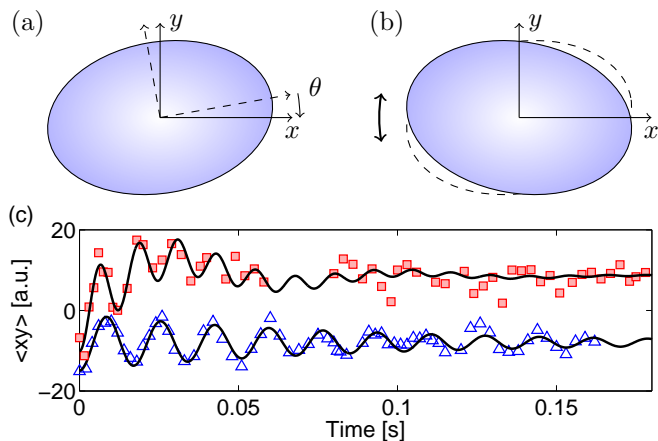 (a) y θ x
(b) y x
(c)
20
0
−20
<xy> [a.u.]
0 0.05 0.1 0.15
Time [s]